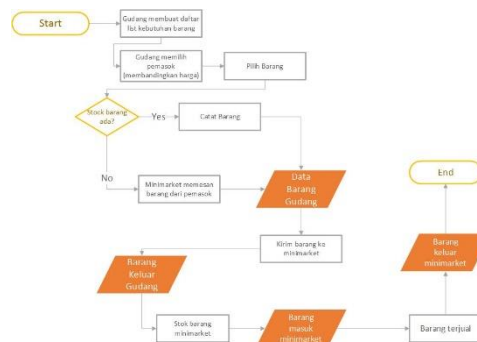 Start
Gudang membuat daftar
list kebutuhan barang
Gudang memilih
pemasok
(membandingkan harga)
Pilih Barang
Stock barang
ada?
Yes
Catat Barang
No
Minimarket memesan
barang dari pemasok
Data
Barang
Gudang
End
Kirim barang ke
minimarket
Barang
keluar
minimarket
Barang
Keluar
Gudang
Stok barang
minimarket
Barang
masuk
minimarket
Barang terjual